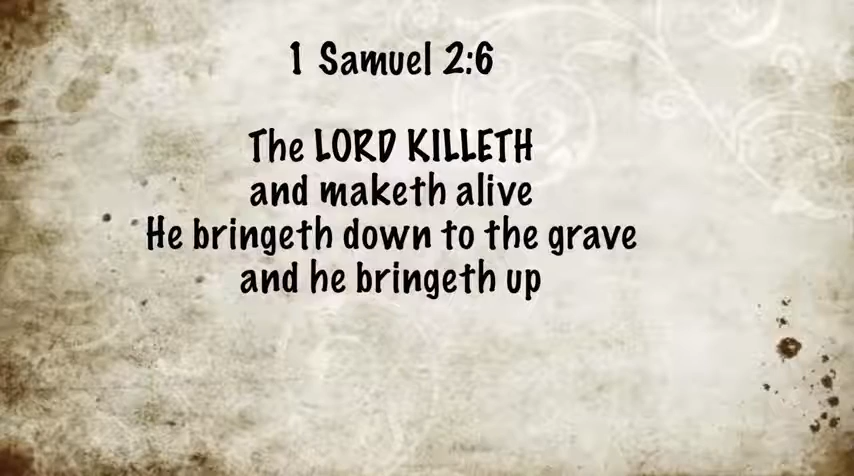 1 Samuel 2:6
The LORD KILLETH
and maketh alive
He bringeth down to the grave
and he bringeth up